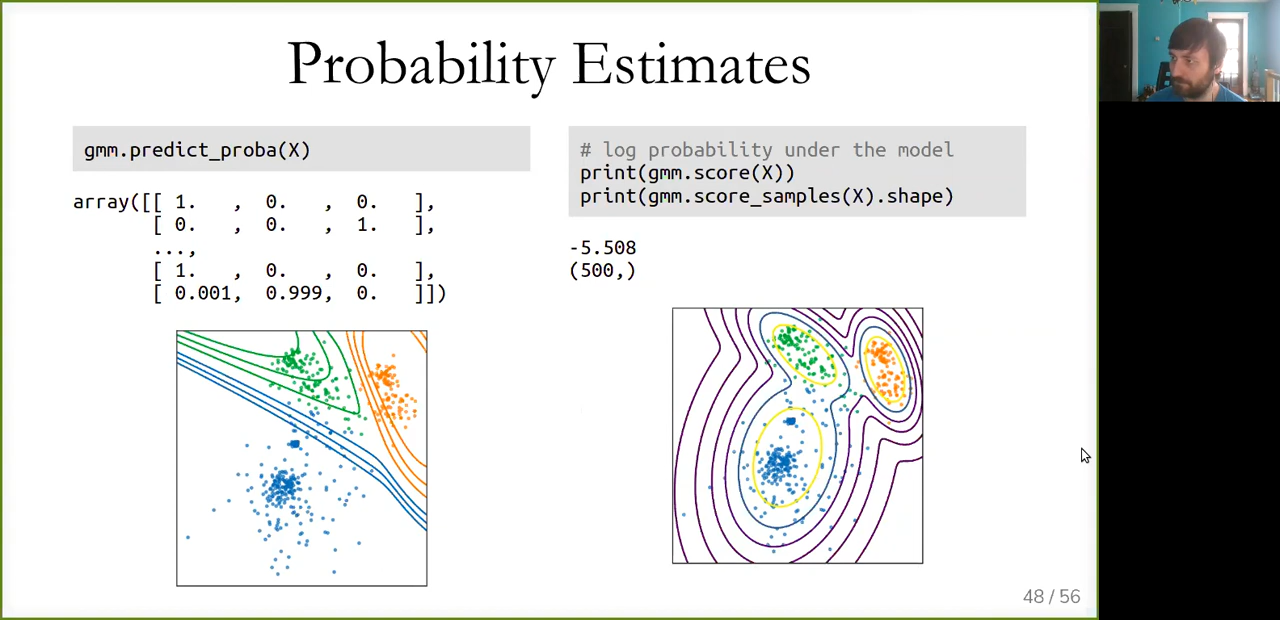 Probability Estimates
gmm.predict_proba(X)
array([[ 1.   ,  0.   ,  0.   ],
[ 0.   ,  0.   ,  1.   ],
...,
[ 1.   ,  0.   ,  0.   ],
[ 0.001,  0.999,  0.   ]])
# log probability under the model
print(gmm.score(X))
print(gmm.score_samples(X).shape)
-5.508
(500,)
48 / 56